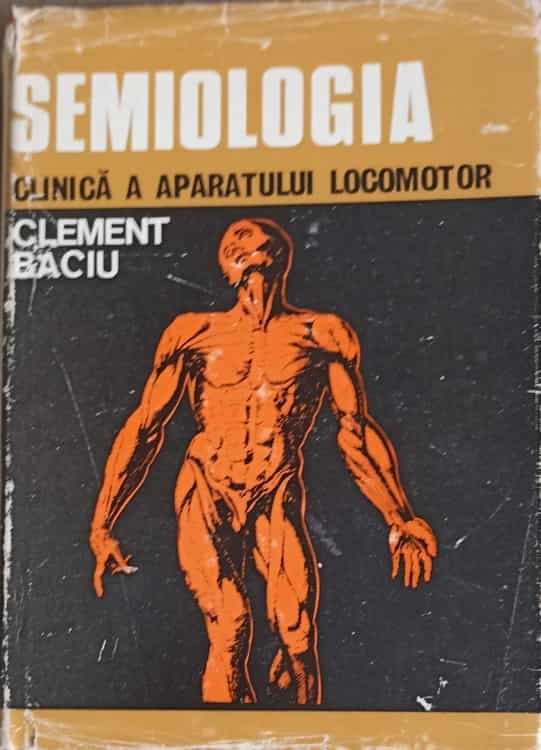 SEMIOLOGIA
CLINICĂ A APARATULUI LOCOMOTOR
CLEMENT
BACIU